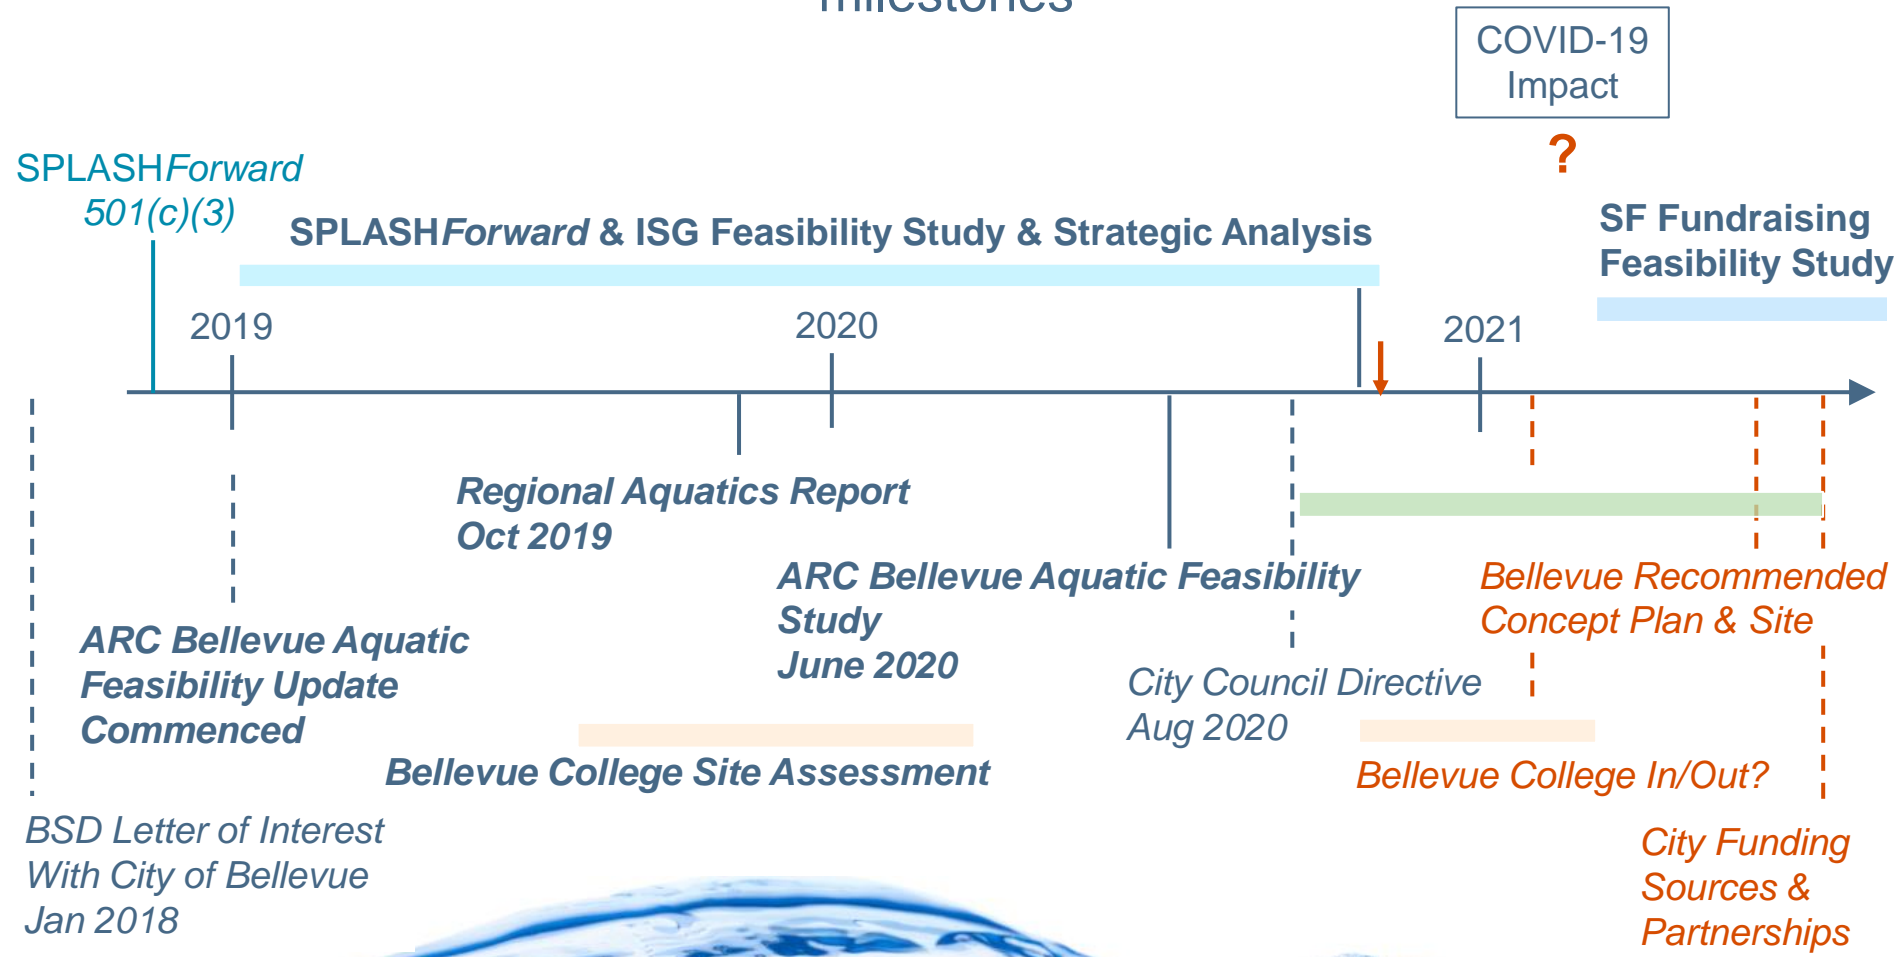 milestones
COVID-19
Impact
?
SPLASHForward
501(c)(3)
SPLASHForward & ISG Feasibility Study & Strategic Analysis
SF Fundraising
Feasibility Study
2019
2020
2021
Regional Aquatics Report
Oct 2019
ARC Bellevue Aquatic Feasibility
Study
June 2020
Bellevue Recommended
Concept Plan & Site
ARC Bellevue Aquatic
Feasibility Update
Commenced
City Council Directive
Aug 2020
Bellevue College Site Assessment
Bellevue College In/Out?
BSD Letter of Interest
With City of Bellevue
Jan 2018
City Funding
Sources &
Partnerships